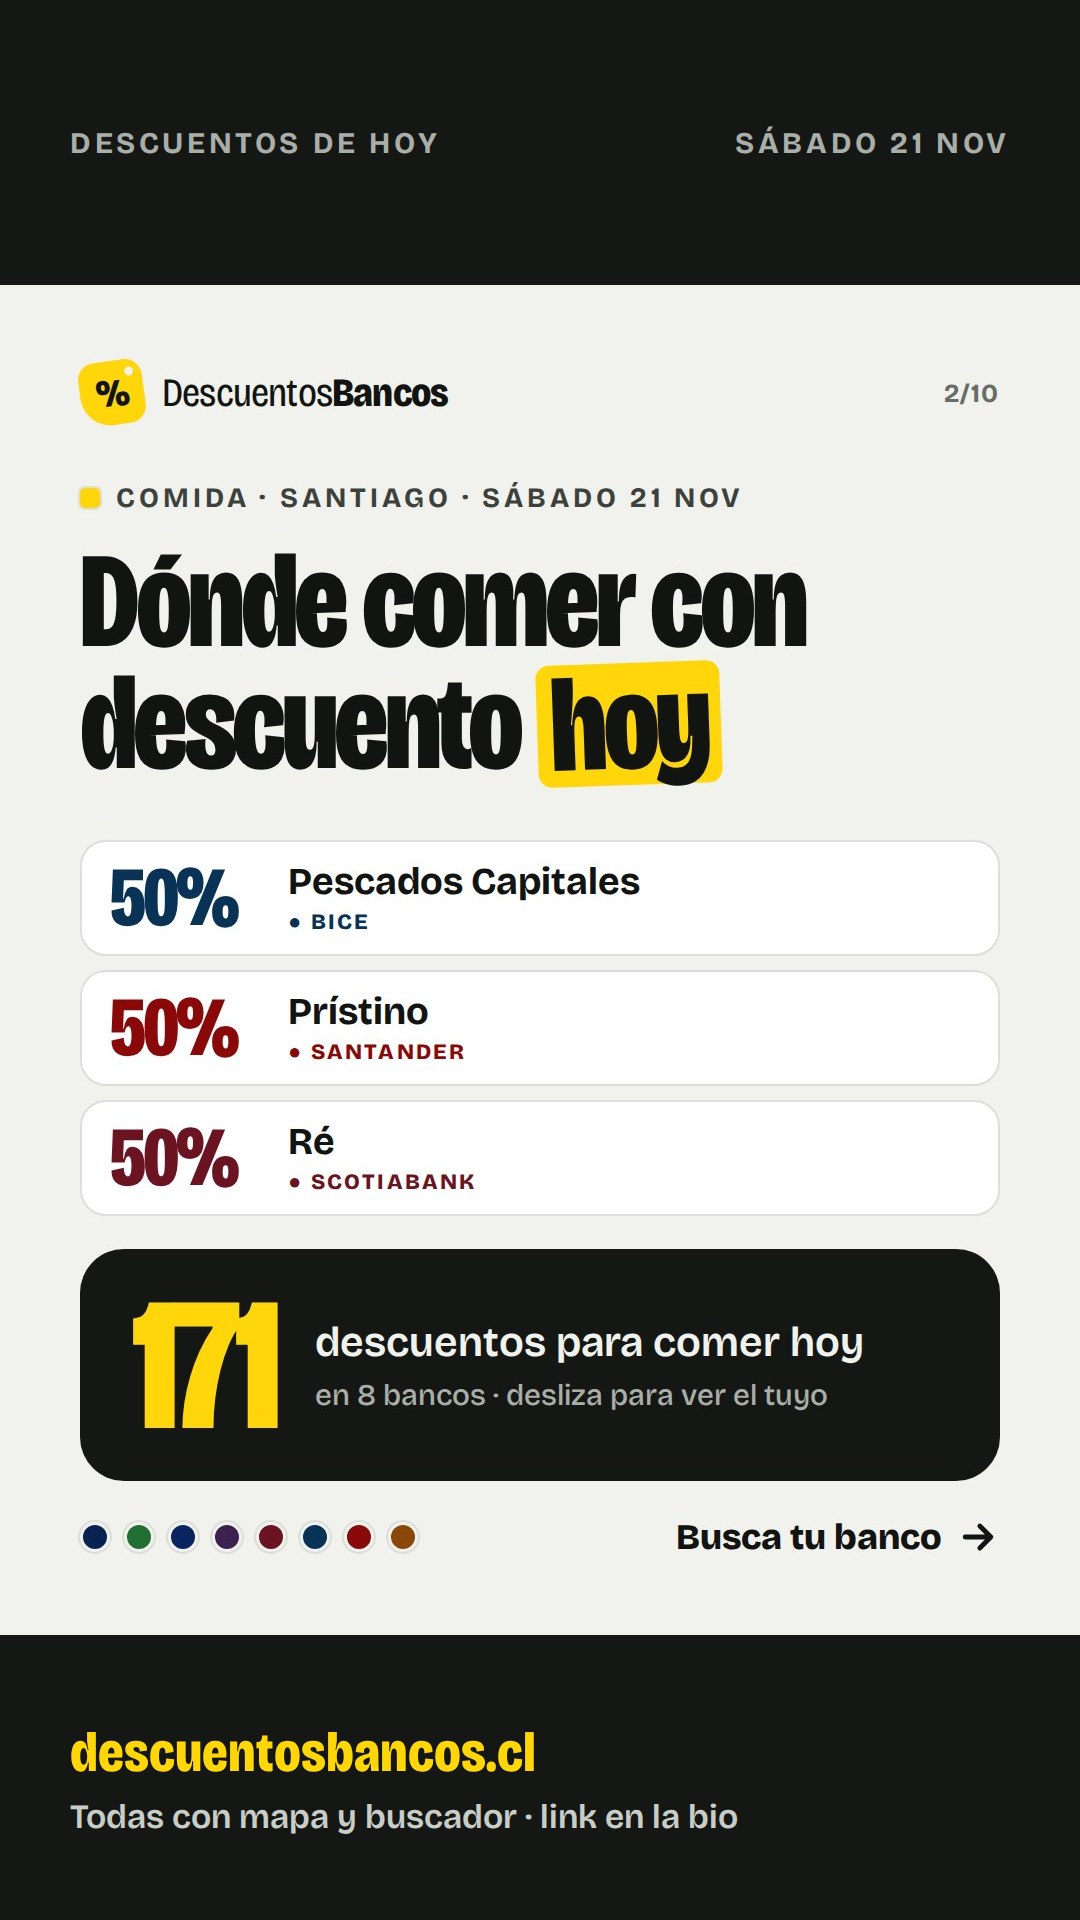 DESCUENTOS DE HOY
SÁBADO 21 NOV
%
DescuentosBancos
2/10
COMIDA · SANTIAGO · SÁBADO 21 NOV
Dónde comer con
descuento hoy
50%
Pescados Capitales
• BICE
50%
Prístino
• SANTANDER
50%
Ré
• SCOTIABANK
171
descuentos para comer hoy
en 8 bancos · desliza para ver el tuyo
Busca tu banco →
descuentosbancos.cl
Todas con mapa y buscador · link en la bio